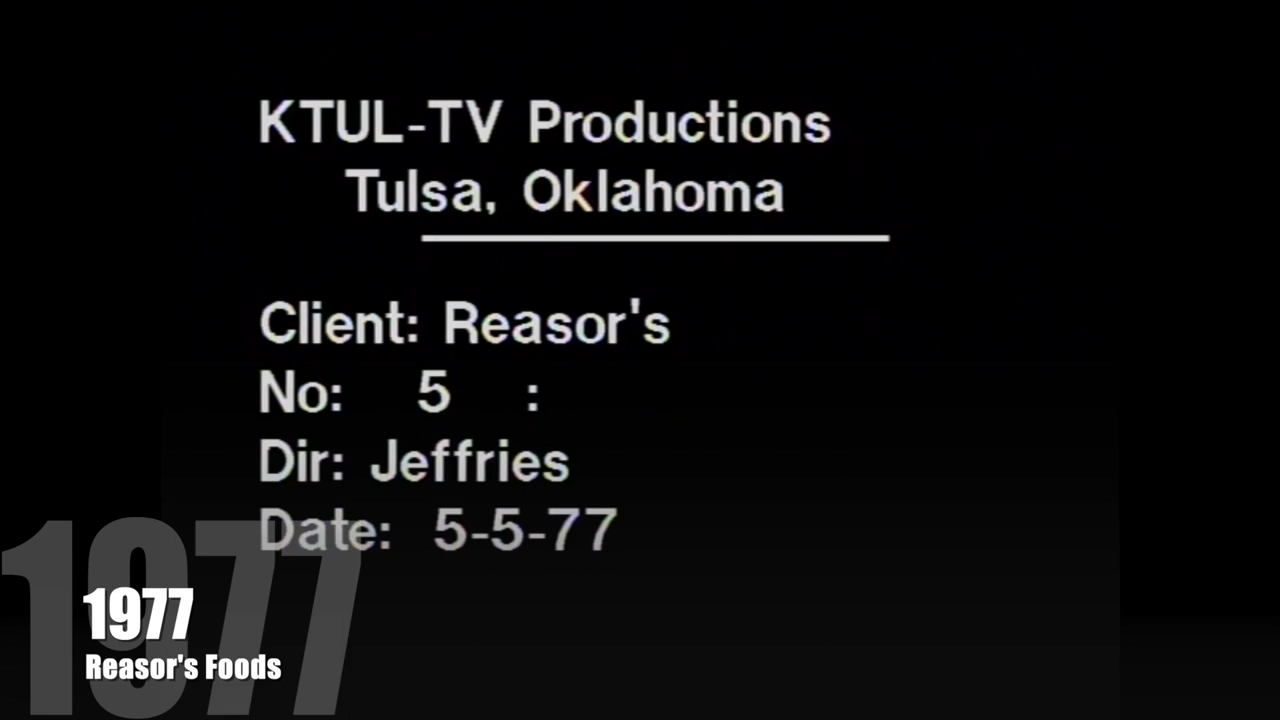 KTUL-TV Productions
Tulsa, Oklahoma
Client: Reasor's
No: 5 :
Dir: Jeffries
Date: 5-5-77
1977
1977
Reasor's Foods